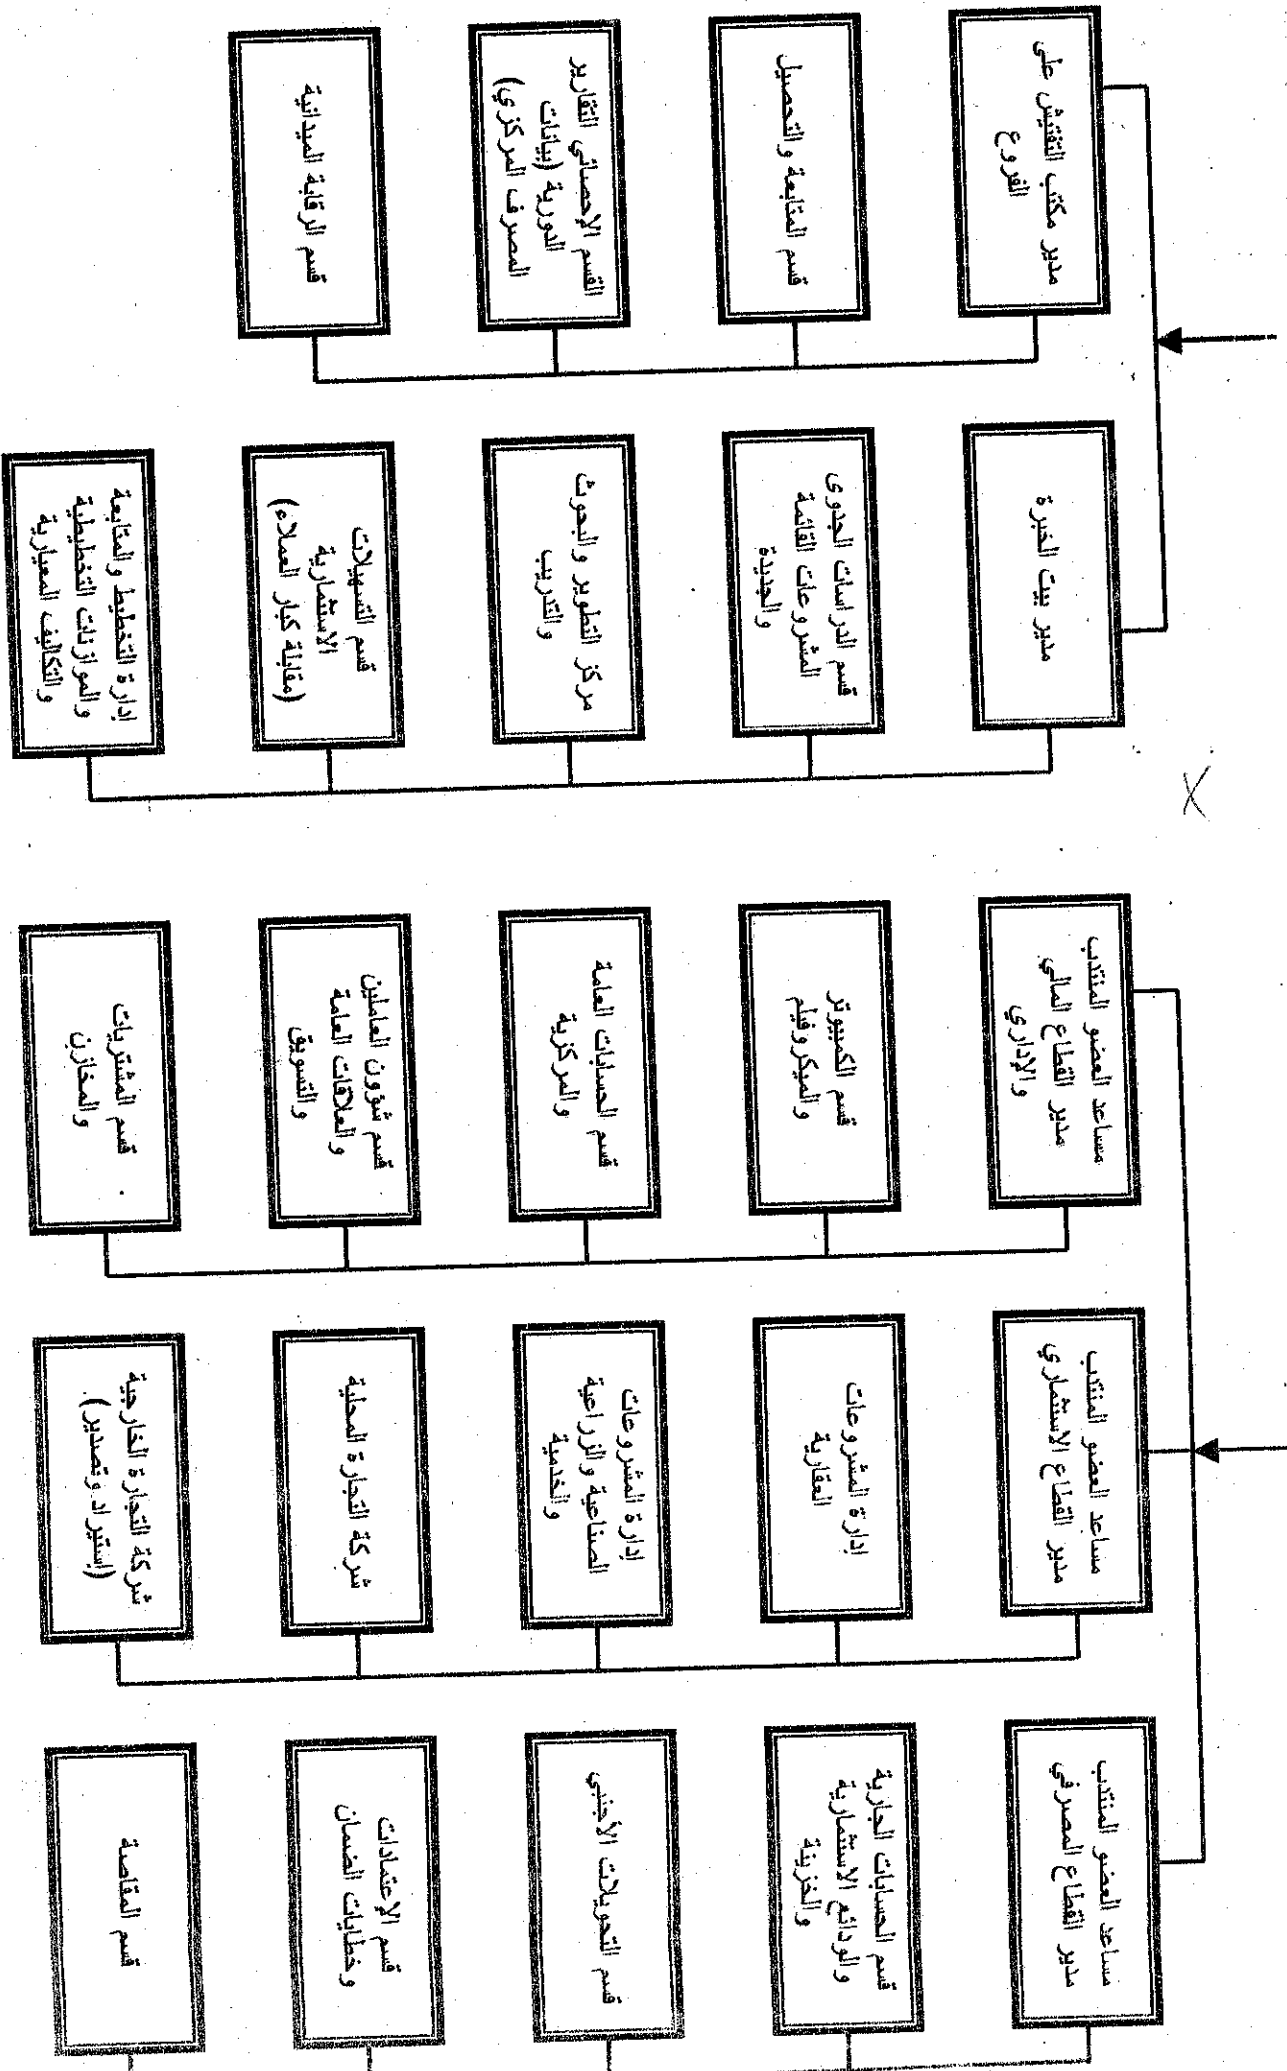 مساعد العضو المنتدب
مدير القطاع المصرفي
قسم الحسابات الجارية
والودائع الاستثمارية
والخزينة
قسم التحويلات الأجنبي
قسم الإعتمادات
وخطابات الضمان
قسم المقاصة
مساعد العضو المنتدب
مدير القطاع الاستثماري
إدارة المشروعات
العقارية
إدارة المشروعات
الصناعية والزراعية
والخدمية
شركة التجارة المحلية
شركة التجارة الخارجية
(إستيراد وتصدير)
مساعد العضو المنتدب
مدير القطاع المالي
والإداري
قسم الكمبيوتر
والميكروفيلم
قسم الحسابات العامة
والمركزية
قسم شؤون العاملين
والعلاقات العامة
والتسويق
قسم المشتريات
والمخازن
مدير بيت الخبرة
قسم الدراسات الجدوى
المشروعات القائمة
والجديدة
مركز التطوير والبحوث
والتدريب
قسم التسهيلات
الاستثمارية
(مقابلة كبار العملاء)
إدارة التخطيط والمتابعة
والموازنات التخطيطية
والتكاليف المعيارية
مدير مكتب التفتيش على
الفروع
قسم المتابعة والتحصيل
القسم الإحصائي التقارير
الدورية (بيانات
المصرف المركزي)
قسم الرقابة الميدانية